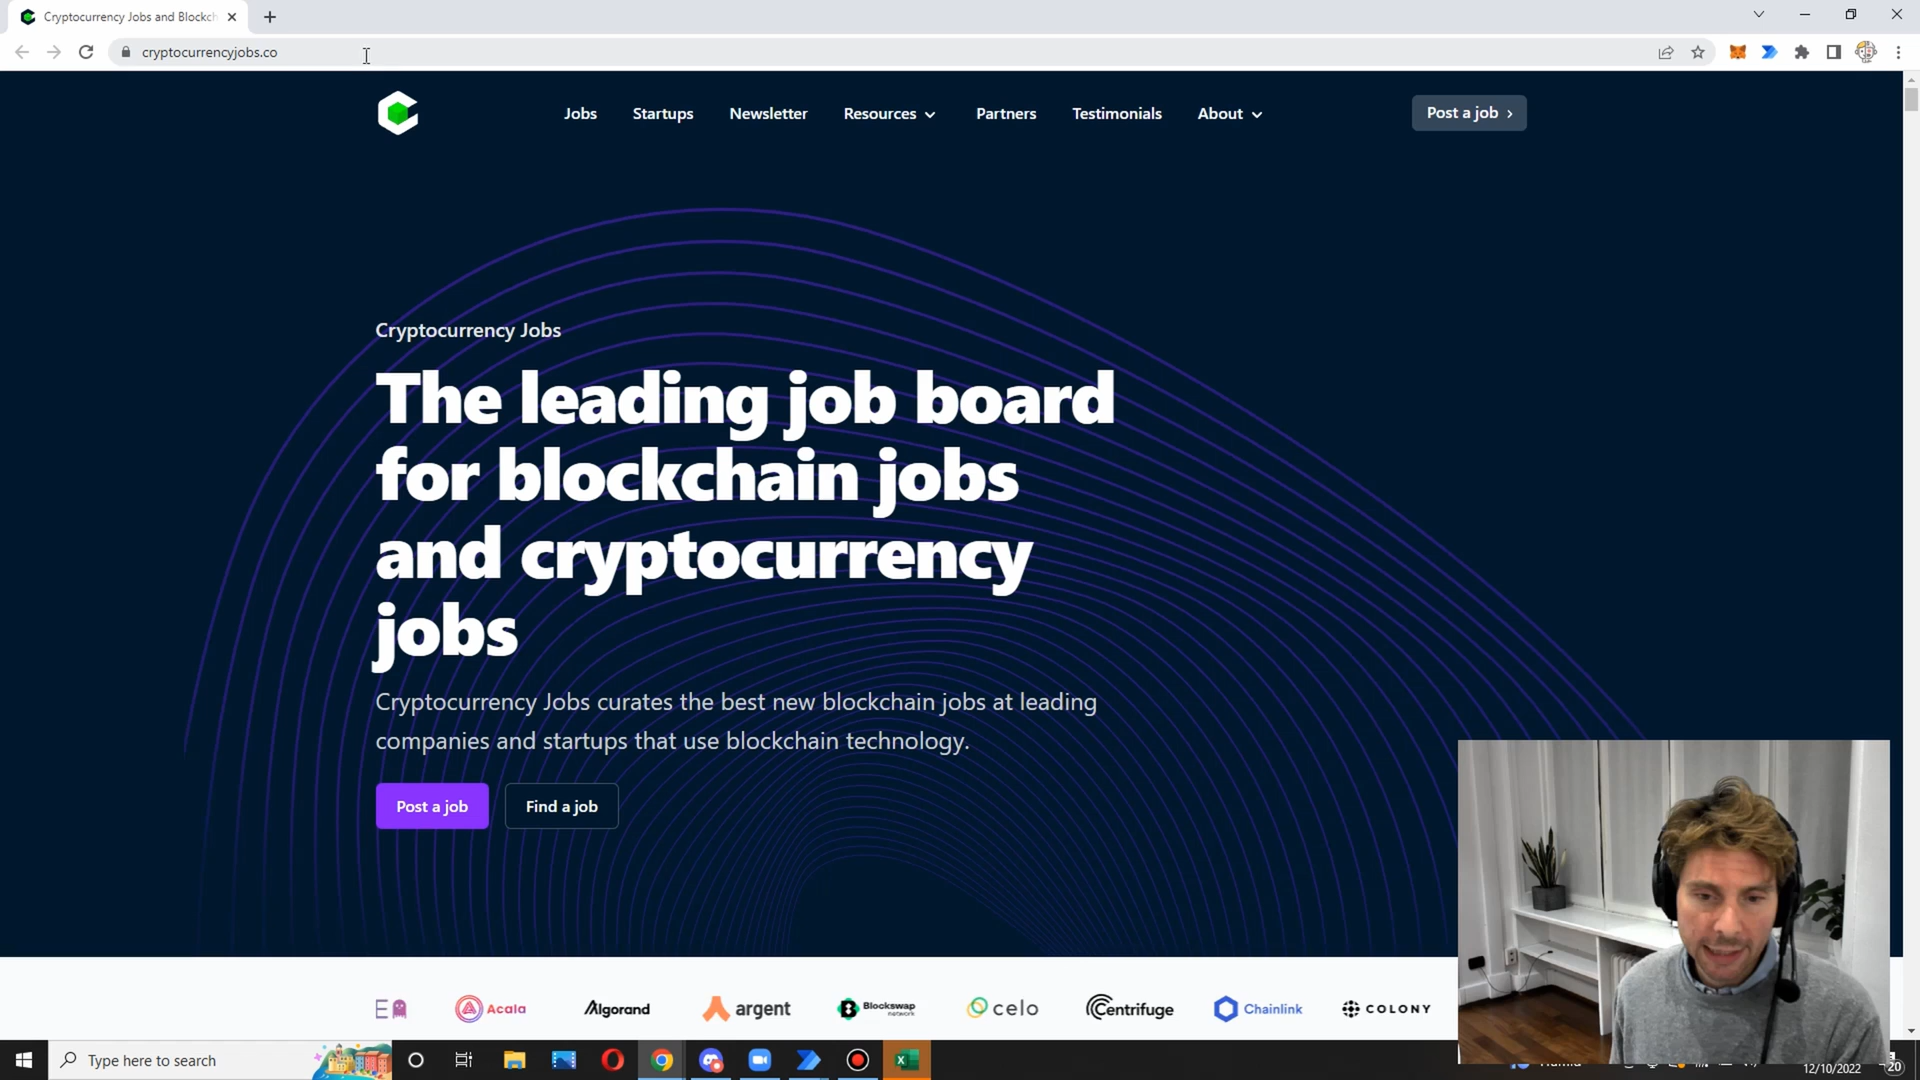 Cryptocurrency Jobs and Blockch
cryptocurrencyjobs.co
Jobs
Startups
Newsletter
Resources
Partners
Testimonials
About
Post a job
Cryptocurrency Jobs
The leading job board
for blockchain jobs
and cryptocurrency
jobs
Cryptocurrency Jobs curates the best new blockchain jobs at leading
companies and startups that use blockchain technology.
Post a job
Find a job
Acala
Algorand
argent
Blockswap
network
celo
Centrifuge
Chainlink
COLONY
Type here to search
12/10/2022
20